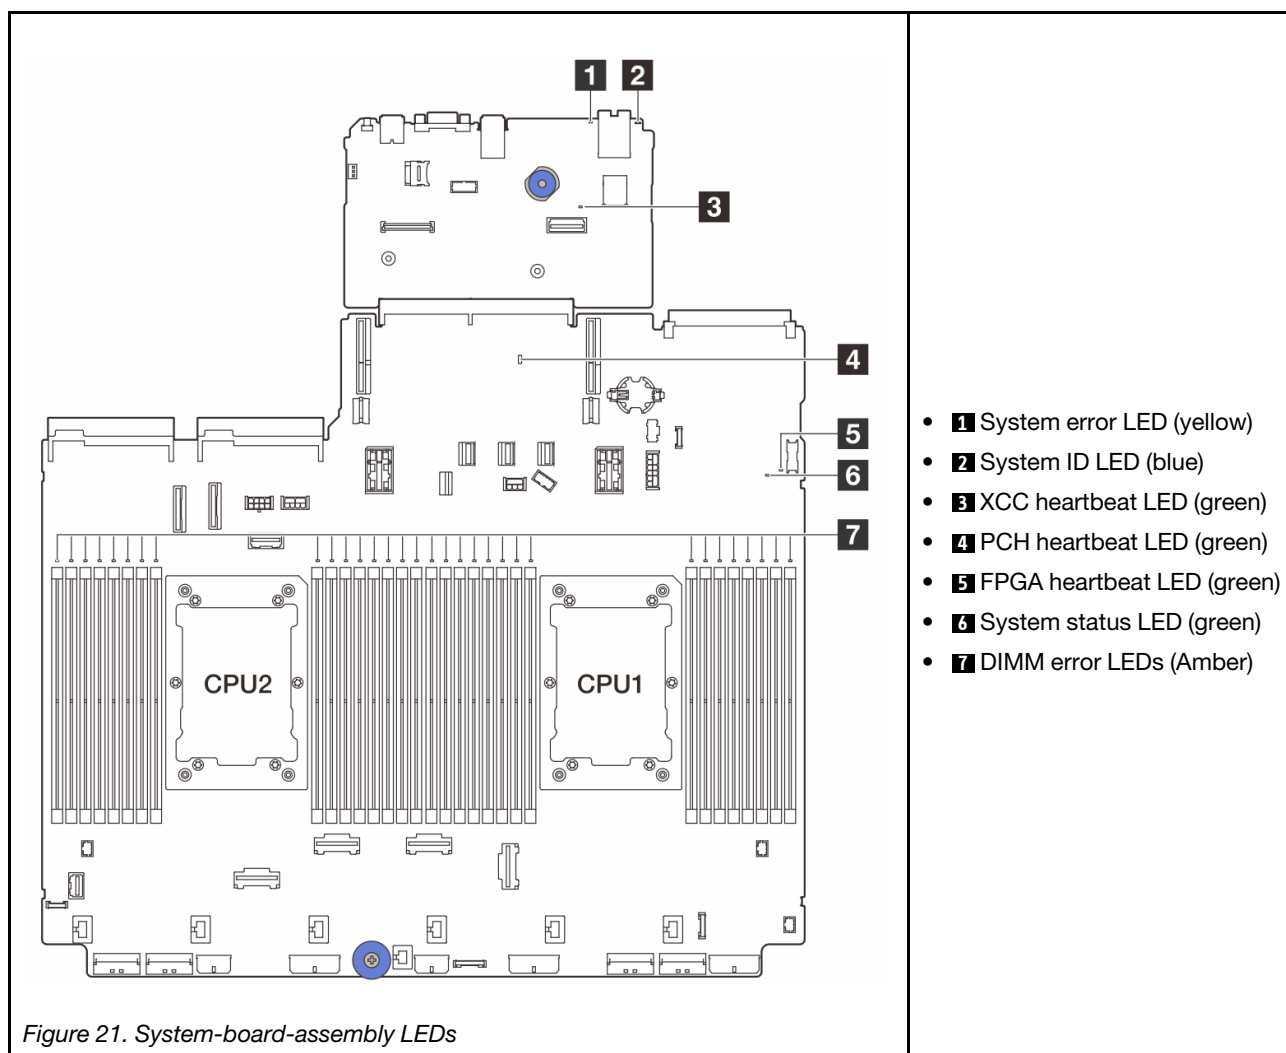 1 2
3
4
5
6
7
CPU2 CPU1
Figure 21. System-board-assembly LEDs
• 1 System error LED (yellow)
• 2 System ID LED (blue)
• 3 XCC heartbeat LED (green)
• 4 PCH heartbeat LED (green)
• 5 FPGA heartbeat LED (green)
• 6 System status LED (green)
• 7 DIMM error LEDs (Amber)